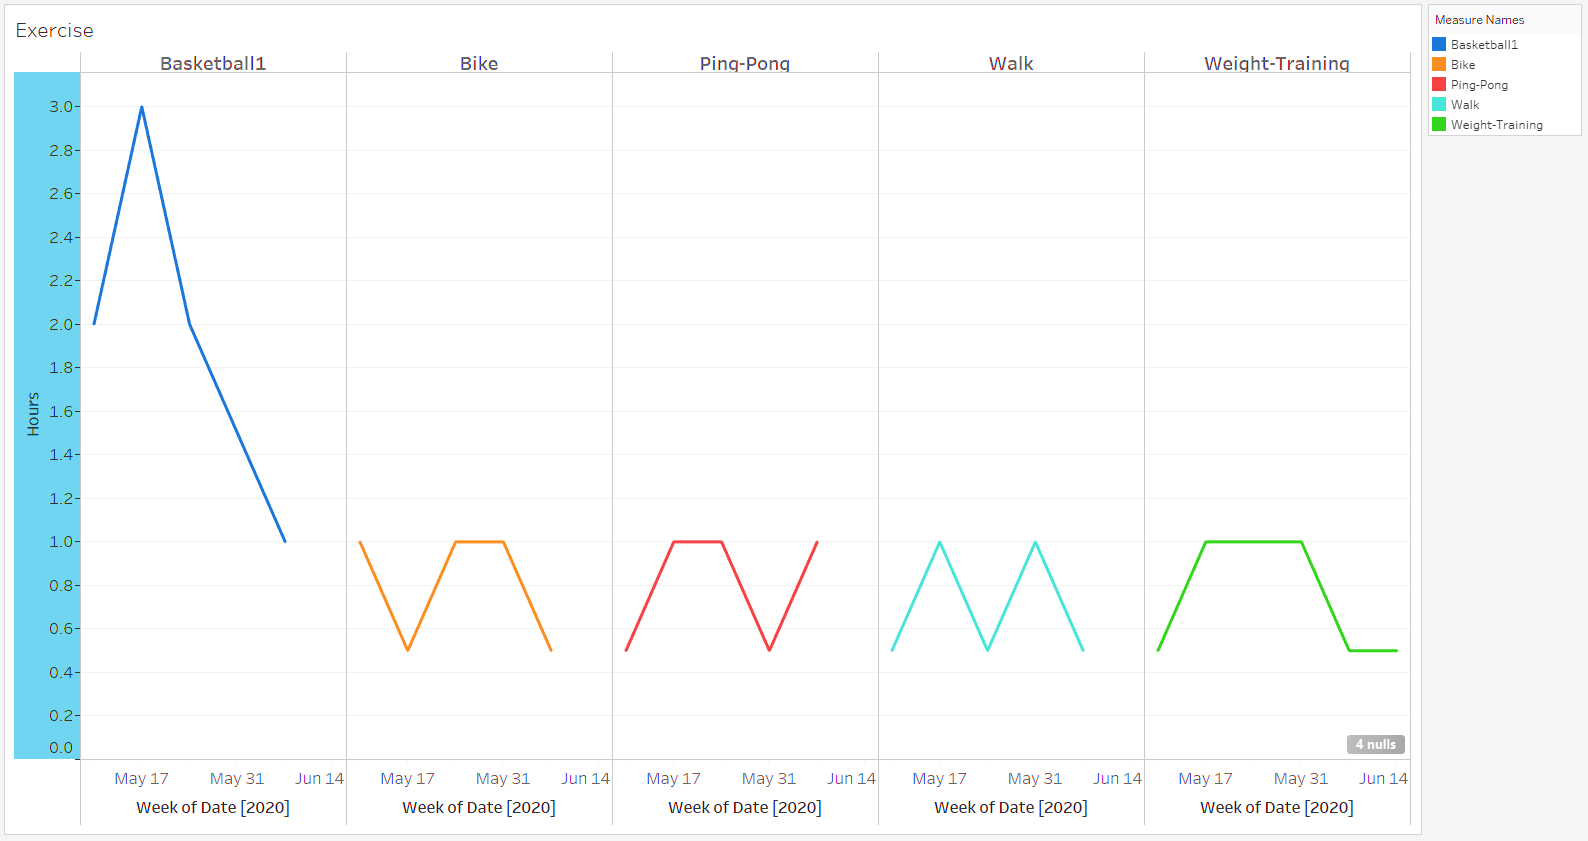 Exercise
Basketball1 Bike Ping-Pong Walk Weight-Training
3.0
2.8
2.6
2.4
2.2
2.0
1.8
1.6
1.4
1.2
1.0
0.8
0.6
0.4
0.2
0.0
Hours
4 nulls
May 17 May 31 Jun 14 May 17 May 31 Jun 14 May 17 May 31 Jun 14 May 17 May 31 Jun 14 May 17 May 31 Jun 14
Week of Date [2020] Week of Date [2020] Week of Date [2020] Week of Date [2020] Week of Date [2020]
Measure Names
Basketball1
Bike
Ping-Pong
Walk
Weight-Training